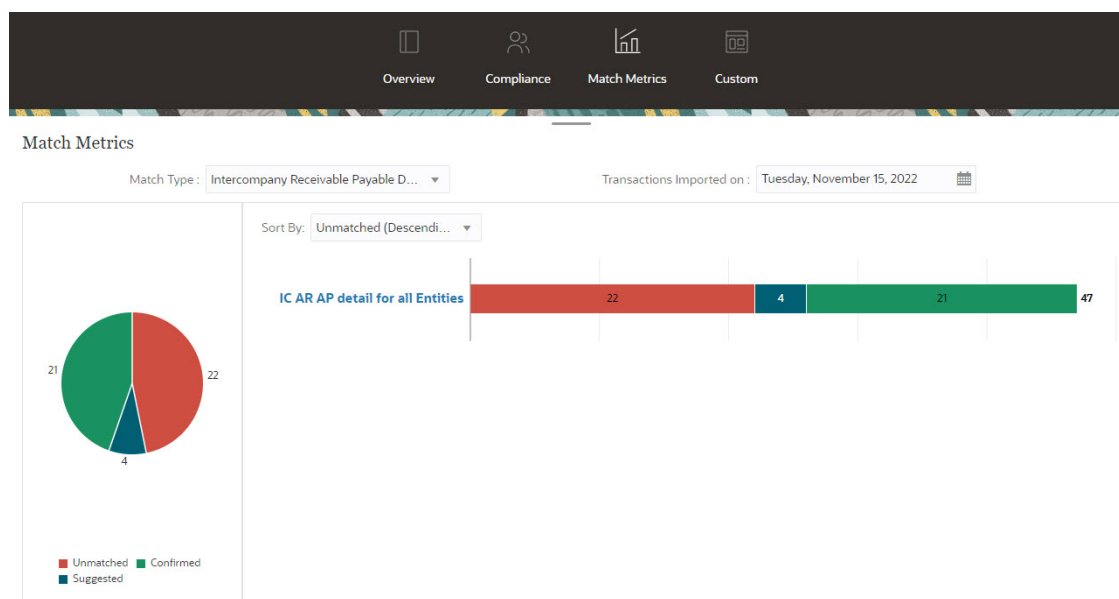 Overview Compliance Match Metrics Custom
Match Metrics
Match Type : Intercompany Receivable Payable D... Transactions Imported on : Tuesday, November 15, 2022
Sort By: Unmatched (Descendi...
IC AR AP detail for all Entities 22 4 21 47
21 22
4
Unmatched Confirmed
Suggested